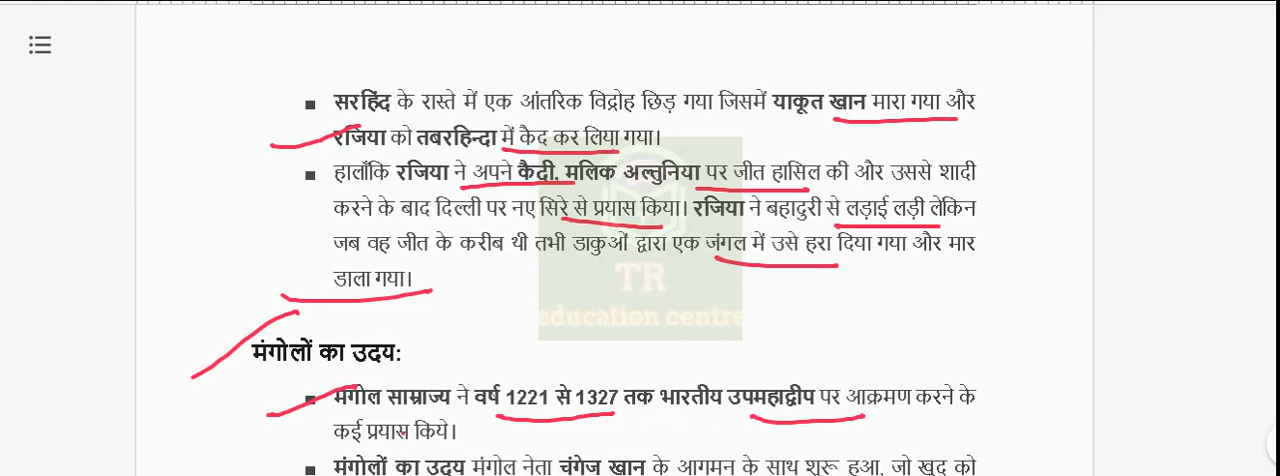 सरहिंद के रास्ते में एक आंतरिक विद्रोह छिड़ गया जिसमें याकूत खान मारा गया और
रजिया को तबरहिन्दा में कैद कर लिया गया।
हालाँकि रजिया ने अपने कैदी, मलिक अल्तुनिया पर जीत हासिल की और उससे शादी
करने के बाद दिल्ली पर नए सिरे से प्रयास किया। रजिया ने बहादुरी से लड़ाई लड़ी लेकिन
जब वह जीत के करीब थी तभी डाकुओं द्वारा एक जंगल में उसे हरा दिया गया और मार
डाला गया।
TR
education centre
मंगोलों का उदय:
मंगोल साम्राज्य ने वर्ष 1221 से 1327 तक भारतीय उपमहाद्वीप पर आक्रमण करने के
कई प्रयास किये।
मंगोलों का उदय मंगोल नेता चंगेज खान के आगमन के साथ शुरू हुआ, जो खुद को